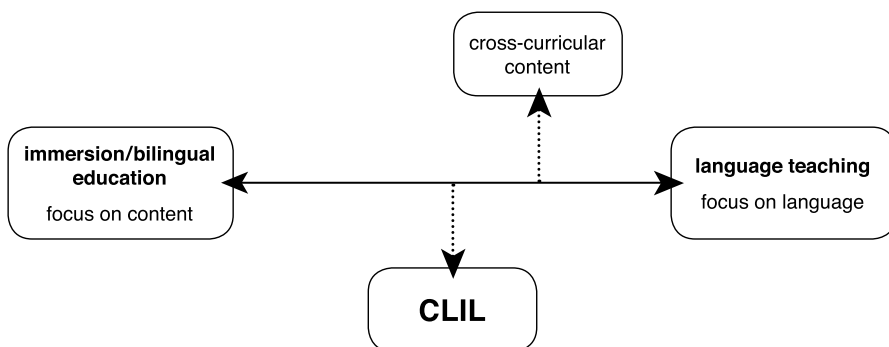 cross-curricular
content
immersion/bilingual
education
focus on content
language teaching
focus on language
CLIL